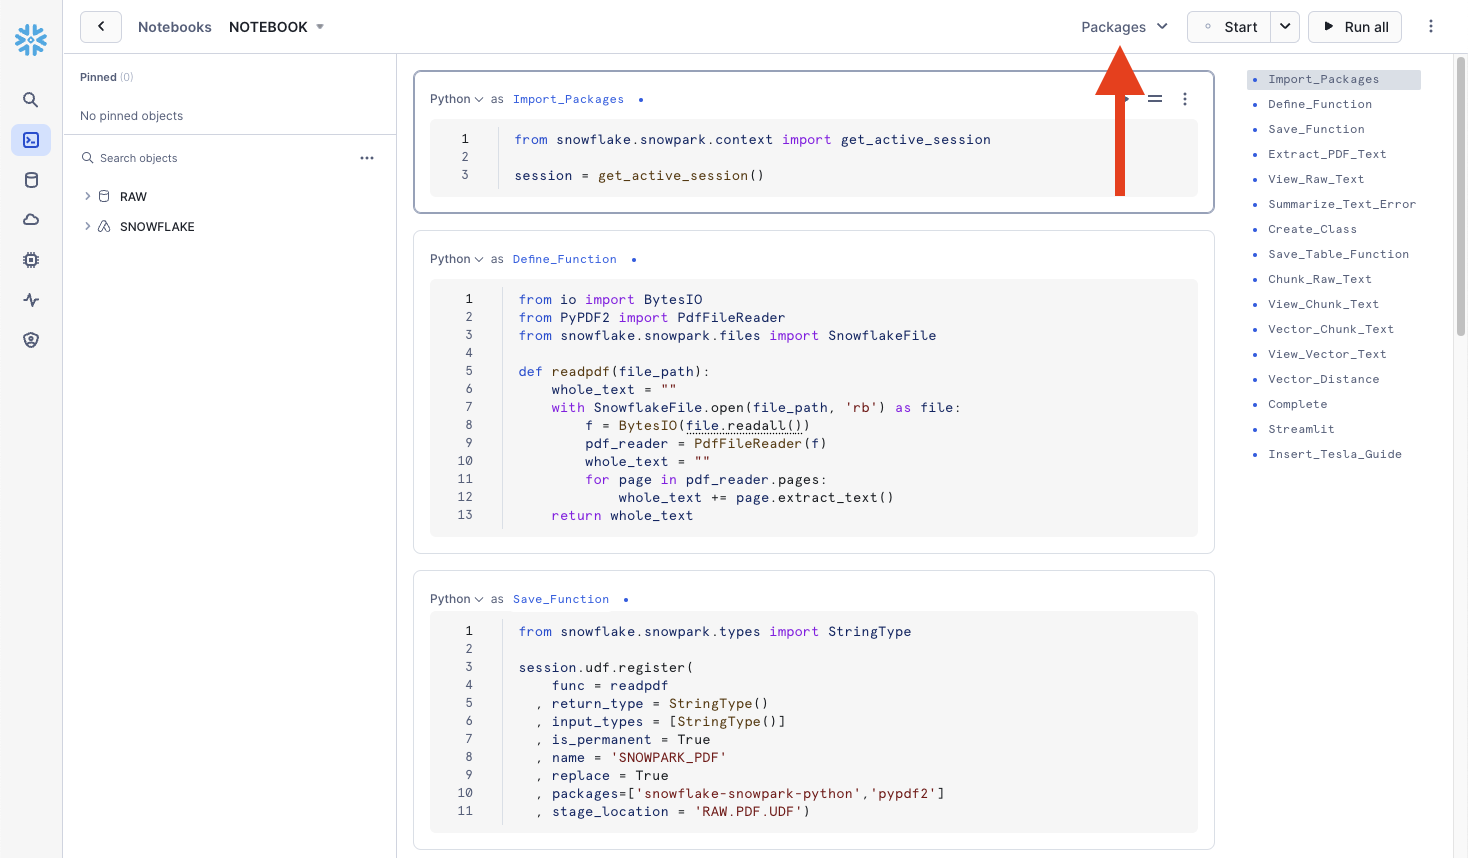 Notebooks NOTEBOOK
Packages
Start
Run all
Pinned (0)
No pinned objects
Search objects
RAW
SNOWFLAKE
Python as Import_Packages
1 from snowflake.snowpark.context import get_active_session
2
3 session = get_active_session()
Python as Define_Function
1 from io import BytesIO
2 from PyPDF2 import PdfFileReader
3 from snowflake.snowpark.files import SnowflakeFile
4
5 def readpdf(file_path):
6     whole_text = ""
7     with SnowflakeFile.open(file_path, 'rb') as file:
8         f = BytesIO(file.readall())
9         pdf_reader = PdfFileReader(f)
10         whole_text = ""
11         for page in pdf_reader.pages:
12             whole_text += page.extract_text()
13     return whole_text
Python as Save_Function
1 from snowflake.snowpark.types import StringType
2
3 session.udf.register(
4     func = readpdf
5   , return_type = StringType()
6   , input_types = [StringType()]
7   , is_permanent = True
8   , name = 'SNOWPARK_PDF'
9   , replace = True
10   , packages=['snowflake-snowpark-python','pypdf2']
11   , stage_location = 'RAW.PDF.UDF')
Import_Packages
Define_Function
Save_Function
Extract_PDF_Text
View_Raw_Text
Summarize_Text_Error
Create_Class
Save_Table_Function
Chunk_Raw_Text
View_Chunk_Text
Vector_Chunk_Text
View_Vector_Text
Vector_Distance
Complete
Streamlit
Insert_Tesla_Guide